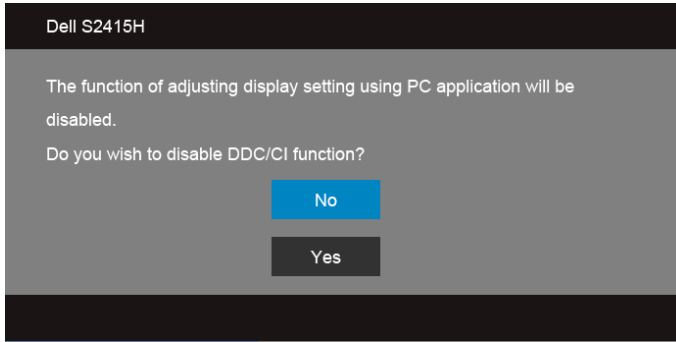 Dell S2415H
The function of adjusting display setting using PC application will be
disabled.
Do you wish to disable DDC/CI function?
No
Yes